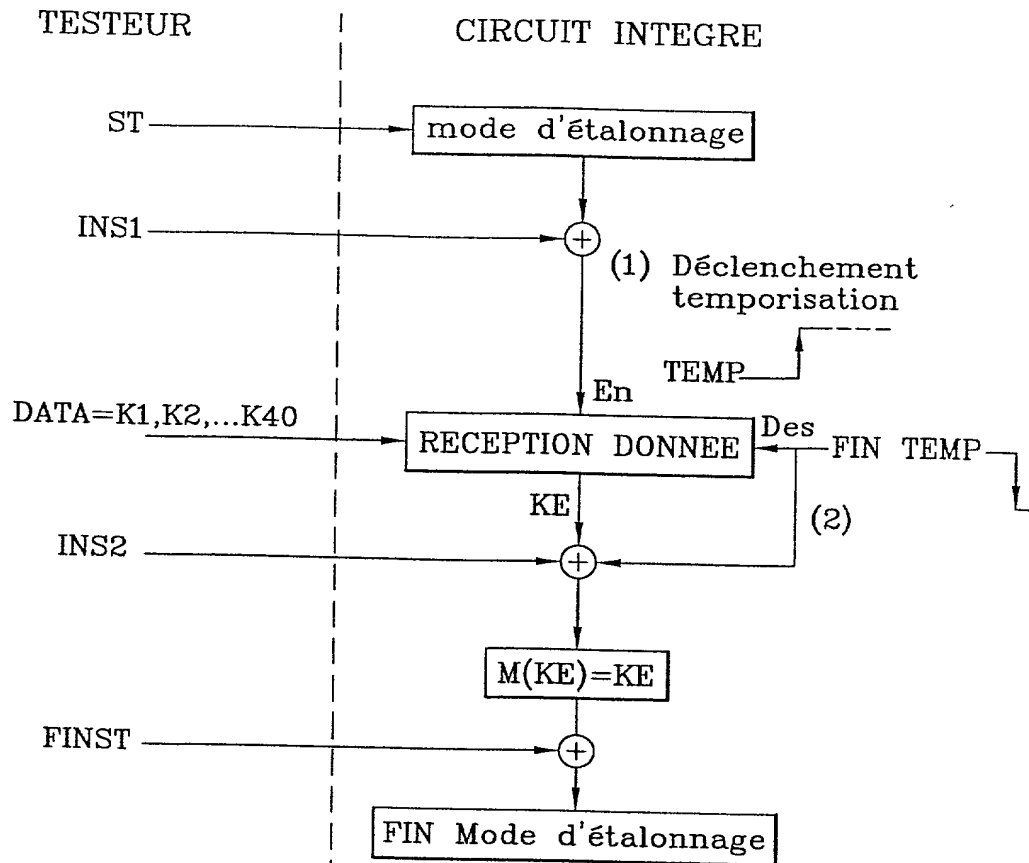 TESTEUR
CIRCUIT INTEGRE
ST
mode d'étalonnage
INS1
+
(1) Déclenchement
temporisation
TEMP
En
DATA=K1,K2,...K40
RECEPTION DONNEE
Des
FIN TEMP
KE
(2)
INS2
+
M(KE)=KE
FINST
+
FIN Mode d'étalonnage